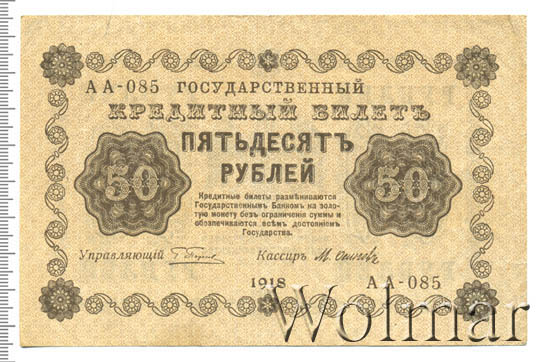 АА-085 ГОСУДАРСТВЕННЫЙ
КРЕДИТНЫЙ БИЛЕТЪ
ПЯТЬДЕСЯТЪ
РУБЛЕЙ
50
50
Кредитные билеты размѣниваются
Государственнымъ Банкомъ на золо-
тую монету безъ ограниченія суммы и
обезпечиваются всѣмъ достояніемъ
Государства.
Управляющій
Кассиръ М. Осиповъ
1918
АА-085
Wolmar